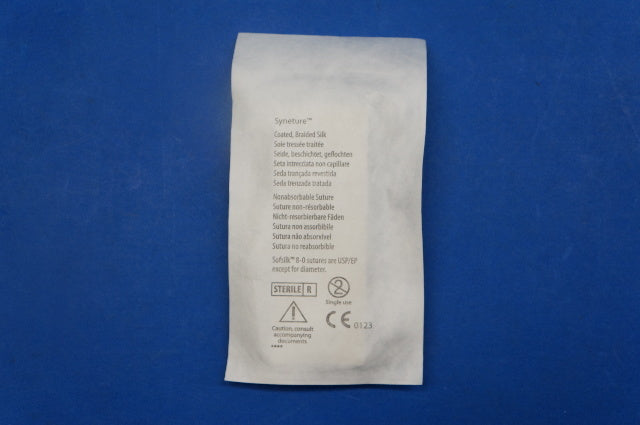 Syneture™
Coated, Braided Silk
Soie tressée traitée
Seide, beschichtet, geflochten
Seta intrecciata non capillare
Seda trançada revestida
Seda trenzada tratada
Nonabsorbable Suture
Suture non-résorbable
Nicht-resorbierbare Fäden
Sutura non assorbibile
Sutura não absorvível
Sutura no reabsorbible
Sofsilk™ 8-0 sutures are USP/EP
except for diameter.
STERILE R
2
Single use
!
Caution, consult
accompanying
documents
CE 0123